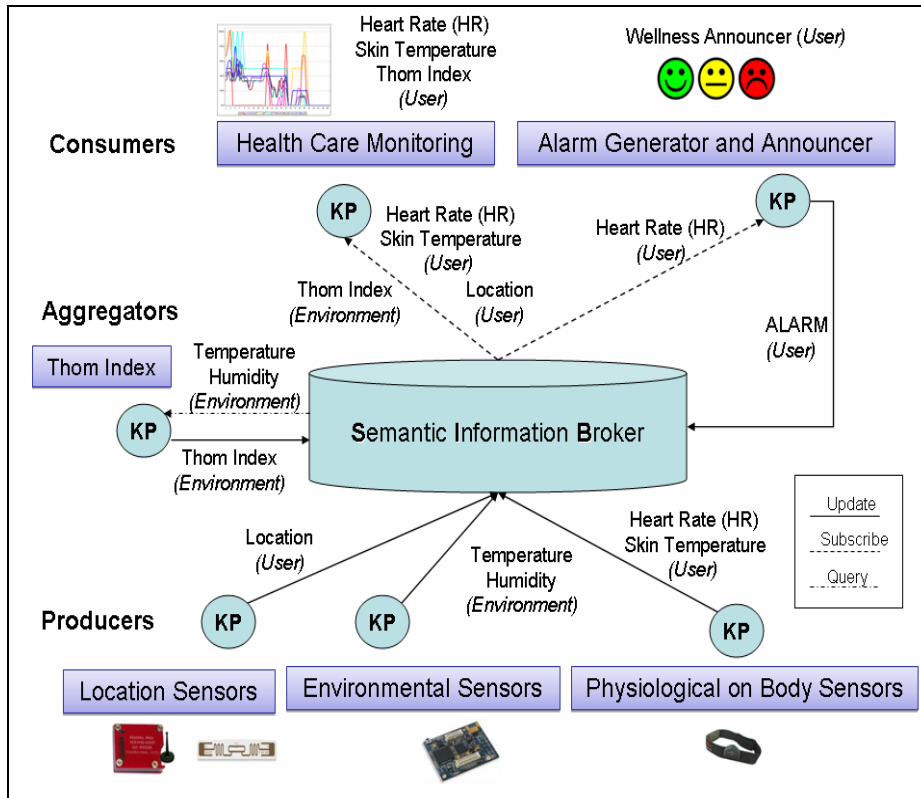 Heart Rate (HR)
Skin Temperature
Thom Index
(User)
Wellness Announcer (User)
Consumers
Health Care Monitoring
Alarm Generator and Announcer
KP
Heart Rate (HR)
Skin Temperature
(User)
KP
Heart Rate (HR)
(User)
Thom Index
(Environment)
Location
(User)
ALARM
(User)
Aggregators
Thom Index
Temperature
Humidity
(Environment)
KP
Thom Index
(Environment)
Semantic Information Broker
Update
Subscribe
Query
Location
(User)
Temperature
Humidity
(Environment)
Heart Rate (HR)
Skin Temperature
(User)
Producers
KP
KP
KP
Location Sensors
Environmental Sensors
Physiological on Body Sensors